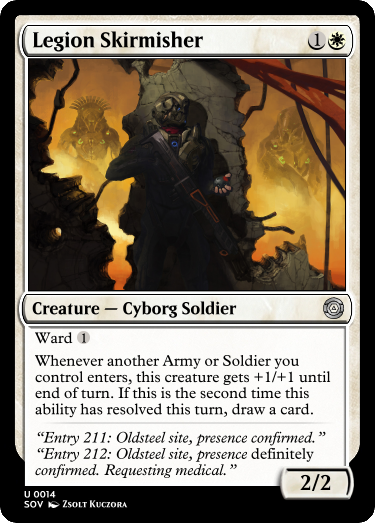 Legion Skirmisher
1
Creature — Cyborg Soldier
Ward 1
Whenever another Army or Soldier you
control enters, this creature gets +1/+1 until
end of turn. If this is the second time this
ability has resolved this turn, draw a card.
“Entry 211: Oldsteel site, presence confirmed.”
“Entry 212: Oldsteel site, presence definitely
confirmed. Requesting medical.”
2/2
U 0014
SOV Zsolt Kuczora